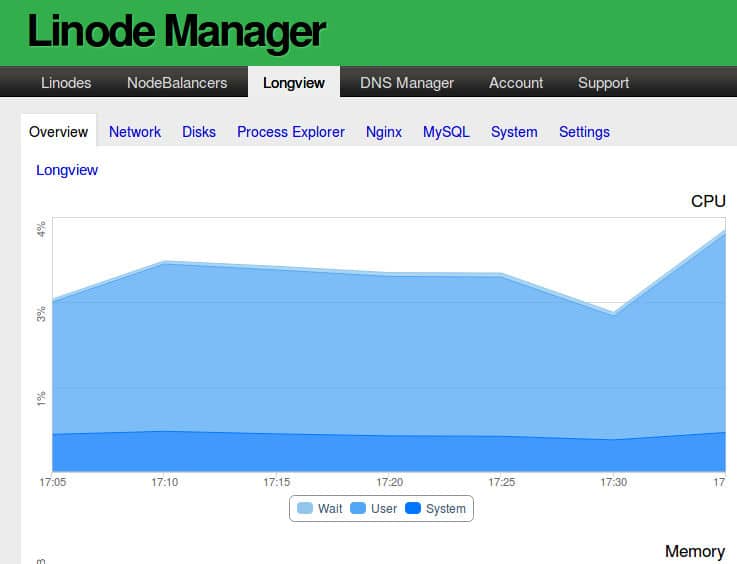 Linode Manager
Linodes NodeBalancers Longview DNS Manager Account Support
Overview Network Disks Process Explorer Nginx MySQL System Settings
Longview
CPU
4%
3%
1%
17:05 17:10 17:15 17:20 17:25 17:30 17
Wait User System
Memory